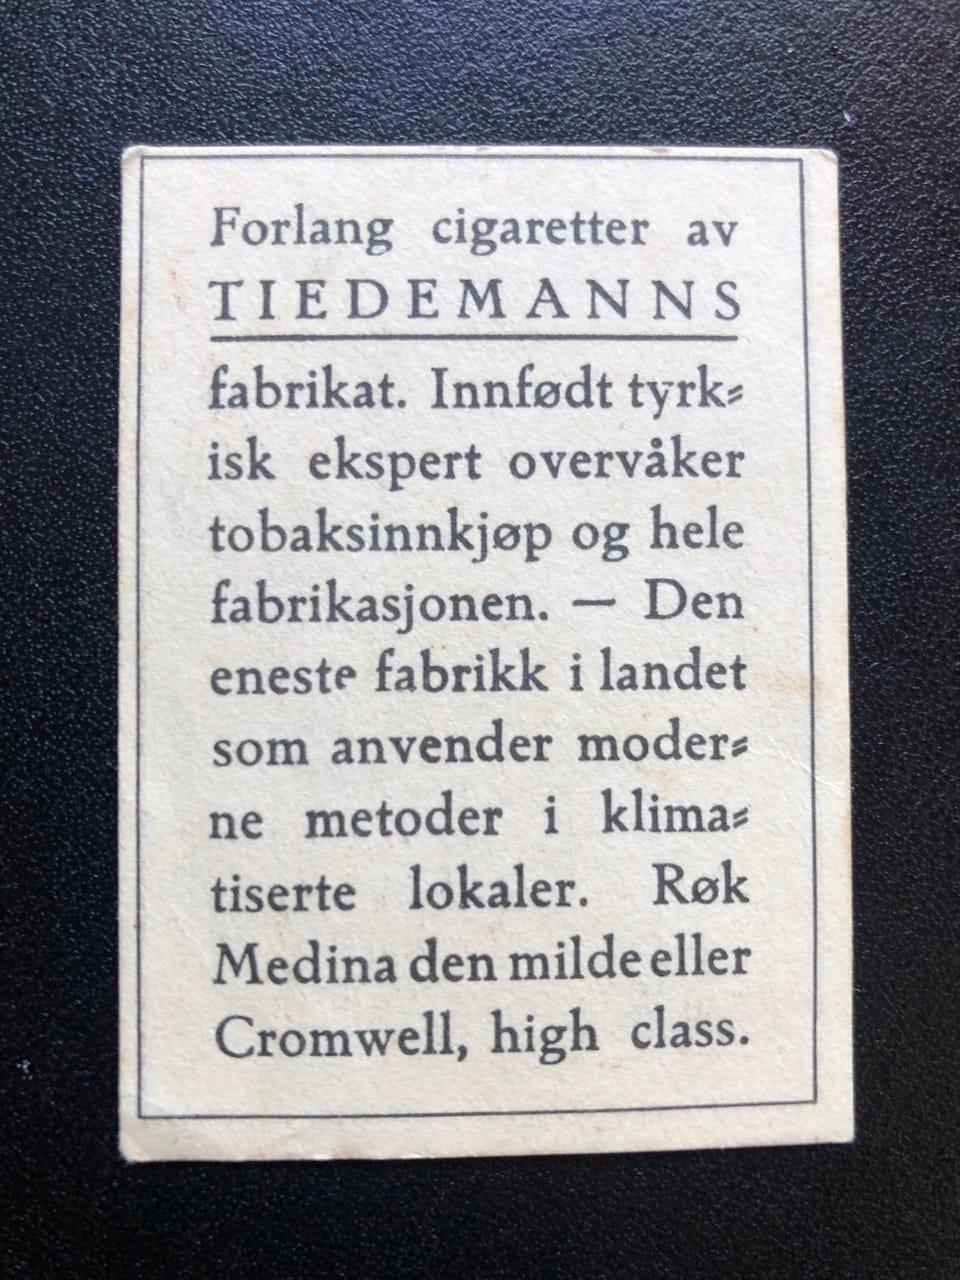 Forlang cigaretter av
TIEDEMANNS
fabrikat. Innfødt tyrk⸗
isk ekspert overvåker
tobaksinnkjøp og hele
fabrikasjonen. — Den
eneste fabrikk i landet
som anvender moder⸗
ne metoder i klima⸗
tiserte lokaler. Røk
Medina den milde eller
Cromwell, high class.